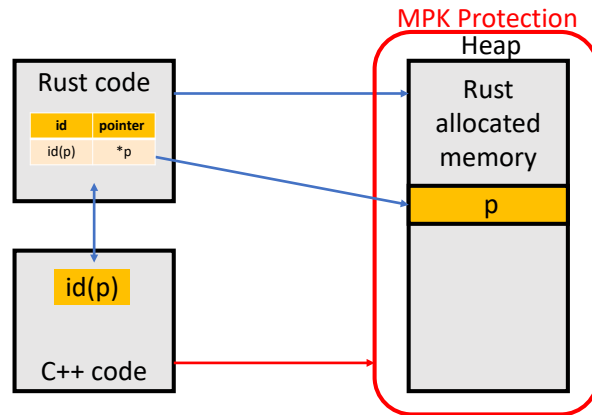 MPK Protection
Heap
Rust code
id pointer
id(p) *p
Rust
allocated
memory
p
id(p)
C++ code